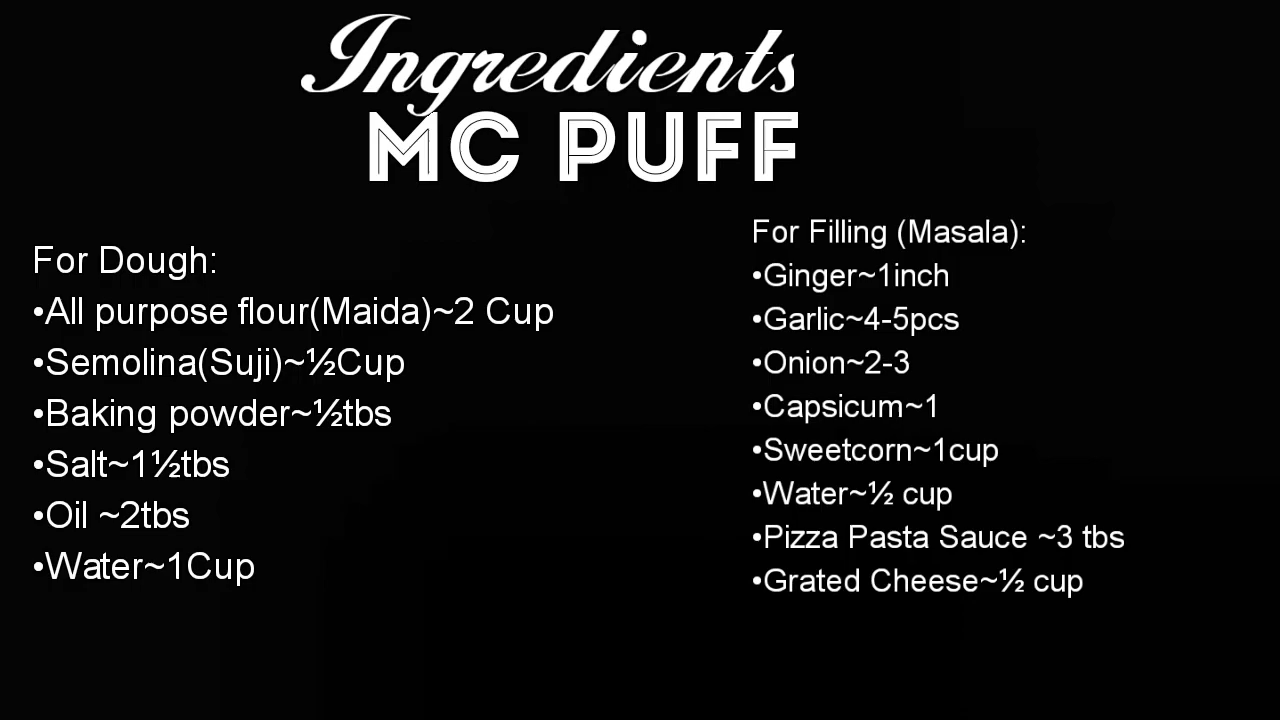 Ingredients
MC PUFF
For Dough:
•All purpose flour(Maida)~2 Cup
•Semolina(Suji)~½Cup
•Baking powder~½tbs
•Salt~1½tbs
•Oil ~2tbs
•Water~1Cup
For Filling (Masala):
•Ginger~1inch
•Garlic~4-5pcs
•Onion~2-3
•Capsicum~1
•Sweetcorn~1cup
•Water~½ cup
•Pizza Pasta Sauce ~3 tbs
•Grated Cheese~½ cup